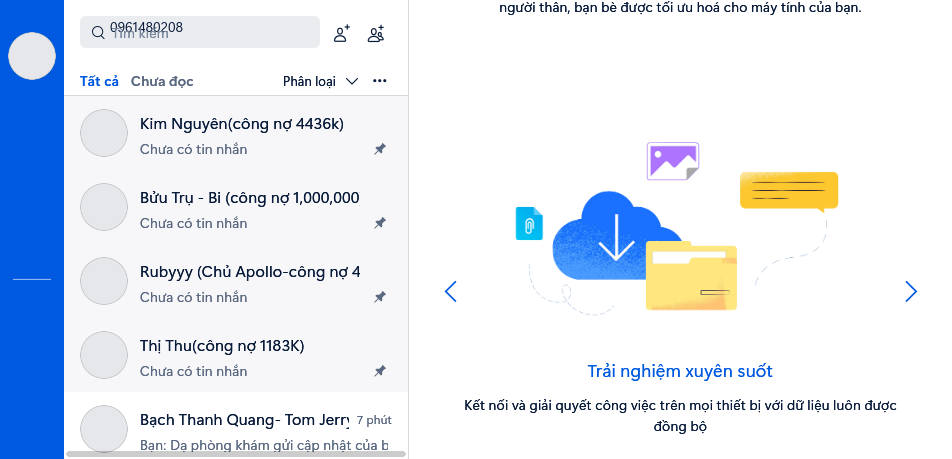 0961480208
Tìm kiếm
Tất cả Chưa đọc Phân loại
Kim Nguyên(công nợ 4436k)
Chưa có tin nhắn
Bửu Trụ - Bi (công nợ 1,000,000
Chưa có tin nhắn
Rubyyy (Chủ Apollo-công nợ 4
Chưa có tin nhắn
Thị Thu(công nợ 1183K)
Chưa có tin nhắn
Bạch Thanh Quang- Tom Jerry 7 phút
Bạn: Dạ phòng khám gửi cập nhật của b
người thân, bạn bè được tối ưu hoá cho máy tính của bạn.
Trải nghiệm xuyên suốt
Kết nối và giải quyết công việc trên mọi thiết bị với dữ liệu luôn được
đồng bộ